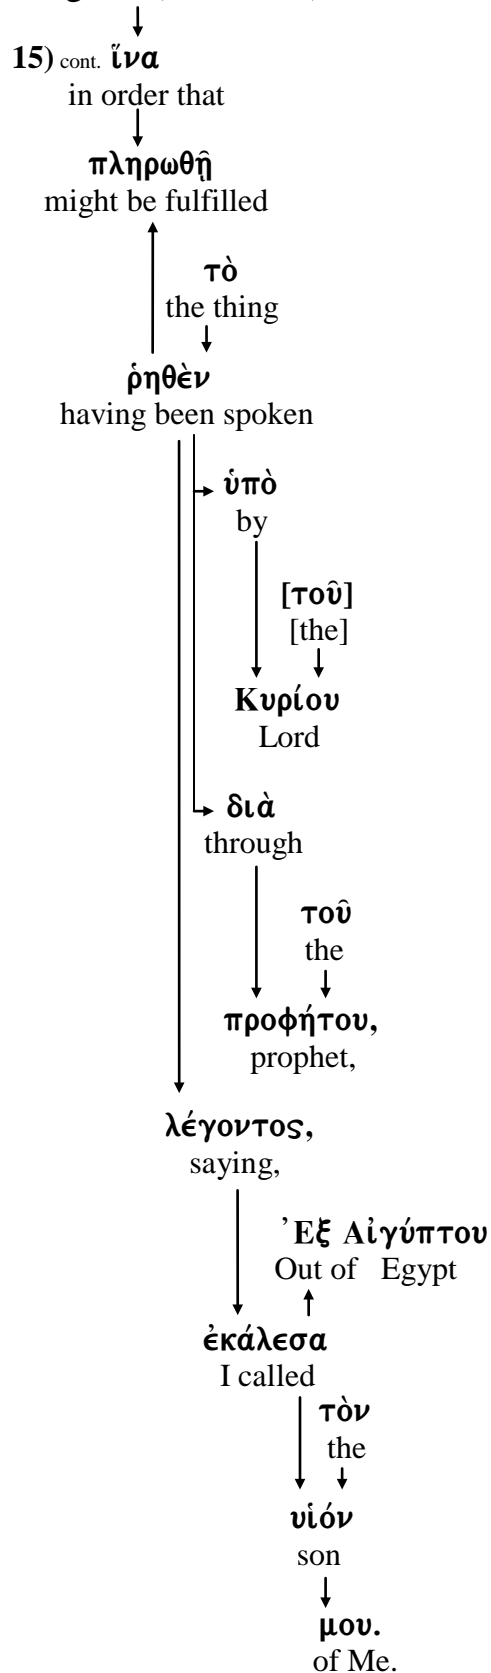 15) cont. ἵνα
in order that
πληρωθῇ
might be fulfilled
τὸ
the thing
ῥηθὲν
having been spoken
ὑπὸ
by
[τοῦ]
[the]
Κυρίου
Lord
διὰ
through
τοῦ
the
προφήτου,
prophet,
λέγοντος,
saying,
Ἐξ Αἰγύπτου
Out of Egypt
ἐκάλεσα
I called
τὸν
the
υἱόν
son
μου.
of Me.